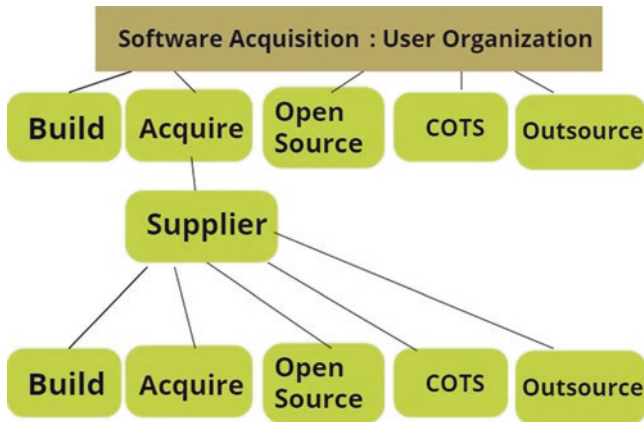 Software Acquisition : User Organization
Build
Acquire
Open
Source
COTS
Outsource
Supplier
Build
Acquire
Open
Source
COTS
Outsource